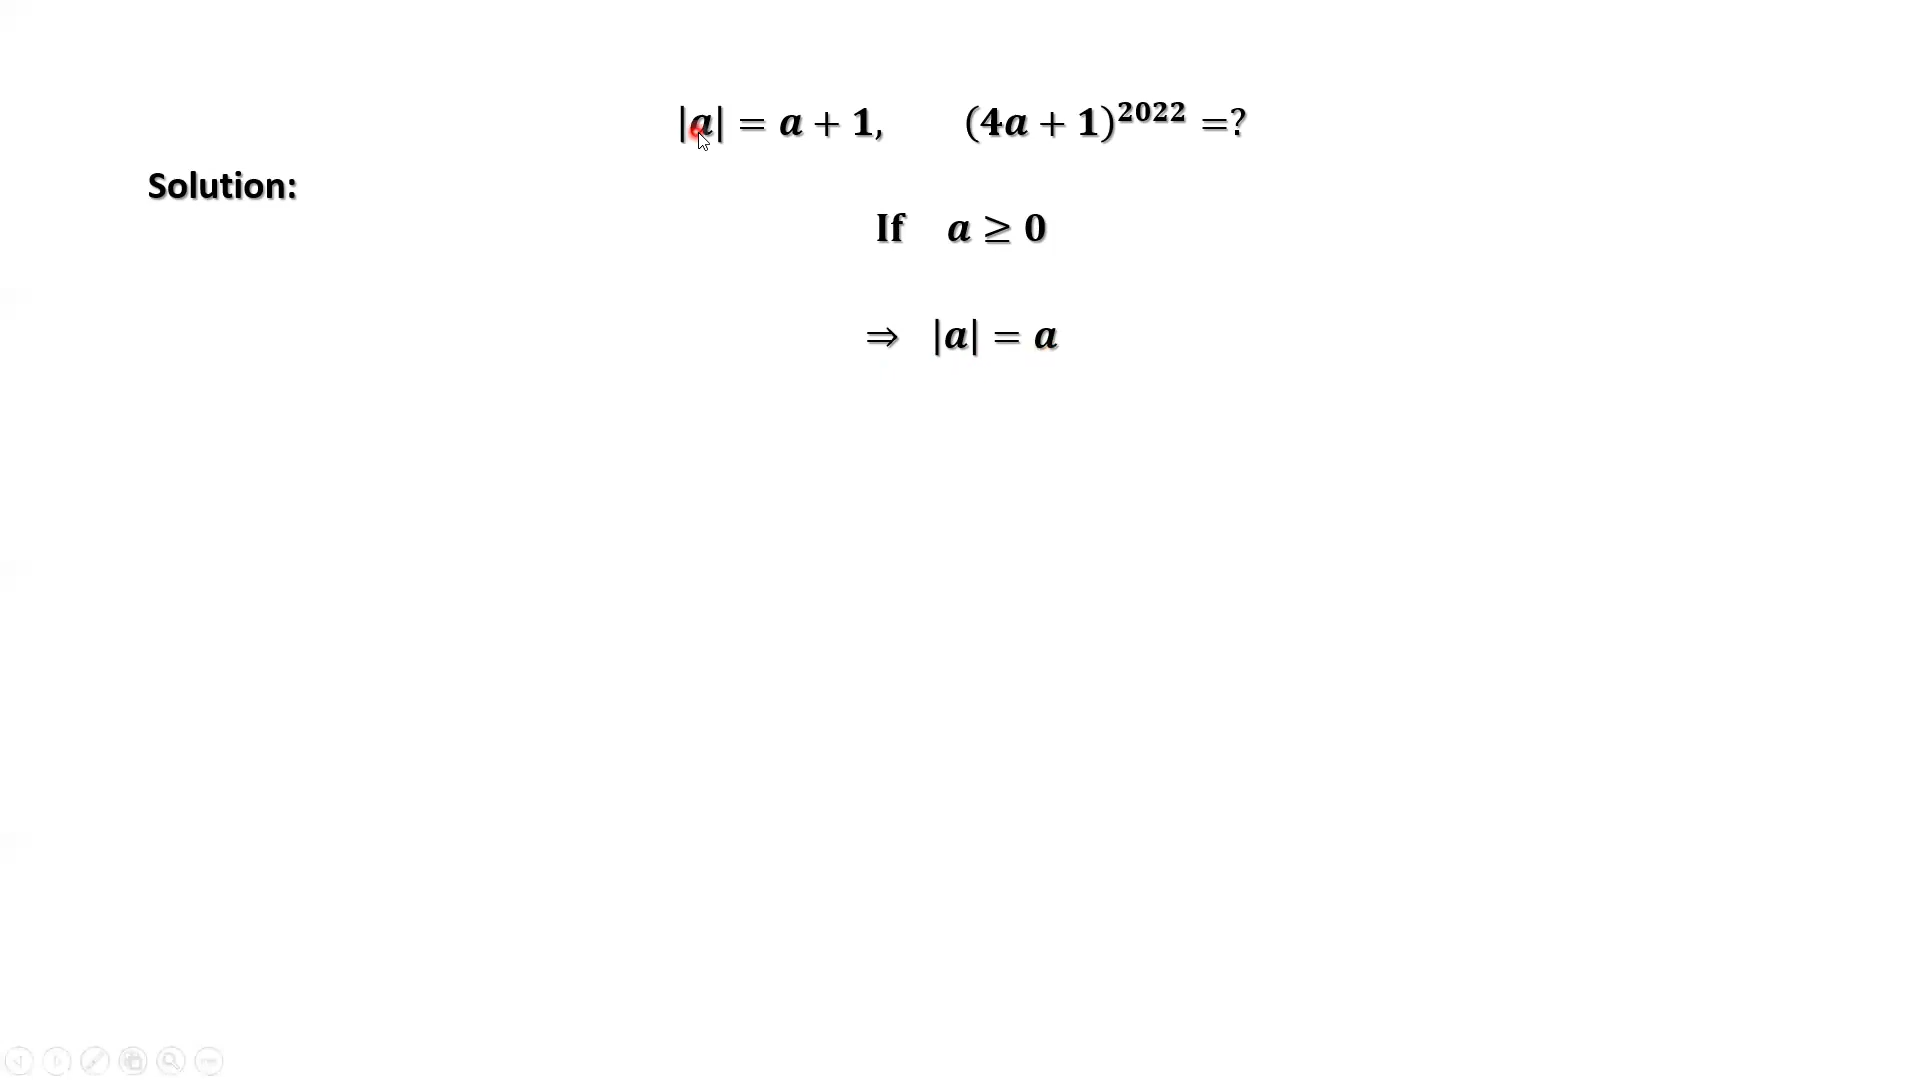 |a| = a + 1, (4a + 1)^2022 =?
Solution:
If a ≥ 0
⇒ |a| = a